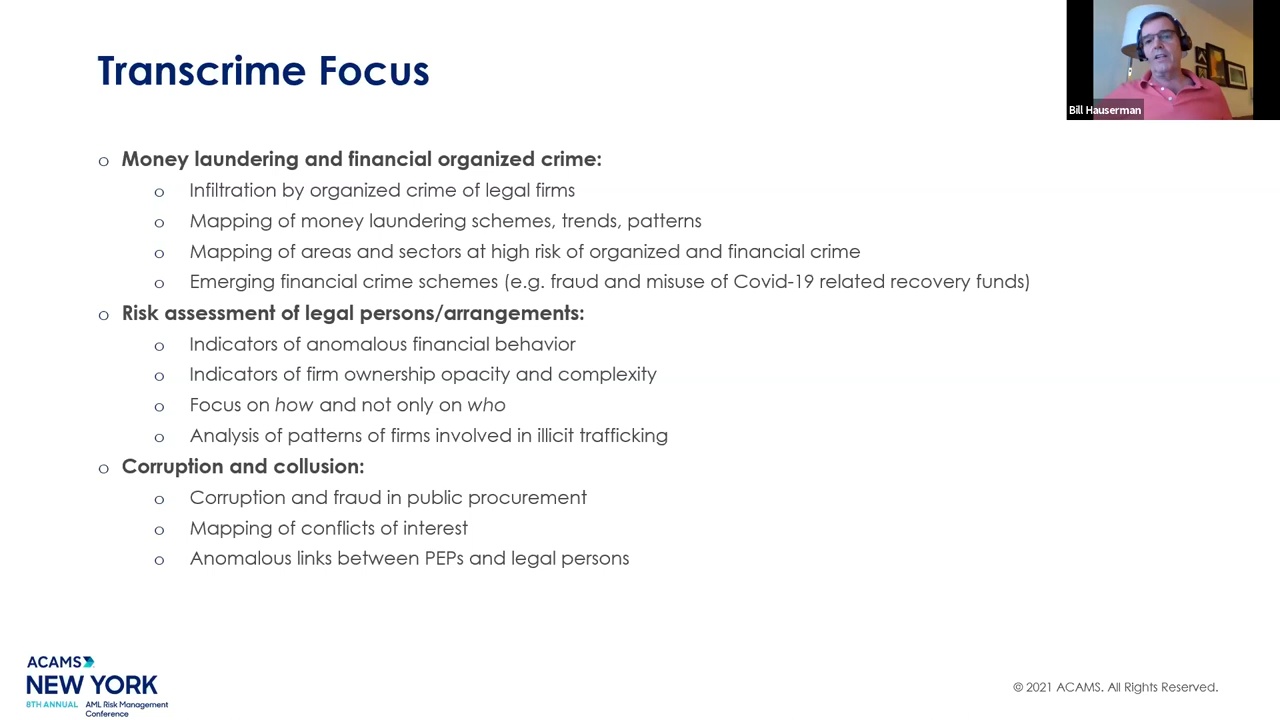 Transcrime Focus
Bill Hauserman
o Money laundering and financial organized crime:
o Infiltration by organized crime of legal firms
o Mapping of money laundering schemes, trends, patterns
o Mapping of areas and sectors at high risk of organized and financial crime
o Emerging financial crime schemes (e.g. fraud and misuse of Covid-19 related recovery funds)
o Risk assessment of legal persons/arrangements:
o Indicators of anomalous financial behavior
o Indicators of firm ownership opacity and complexity
o Focus on how and not only on who
o Analysis of patterns of firms involved in illicit trafficking
o Corruption and collusion:
o Corruption and fraud in public procurement
o Mapping of conflicts of interest
o Anomalous links between PEPs and legal persons
ACAMS
NEW YORK
8TH ANNUAL AML Risk Management
Conference
© 2021 ACAMS. All Rights Reserved.